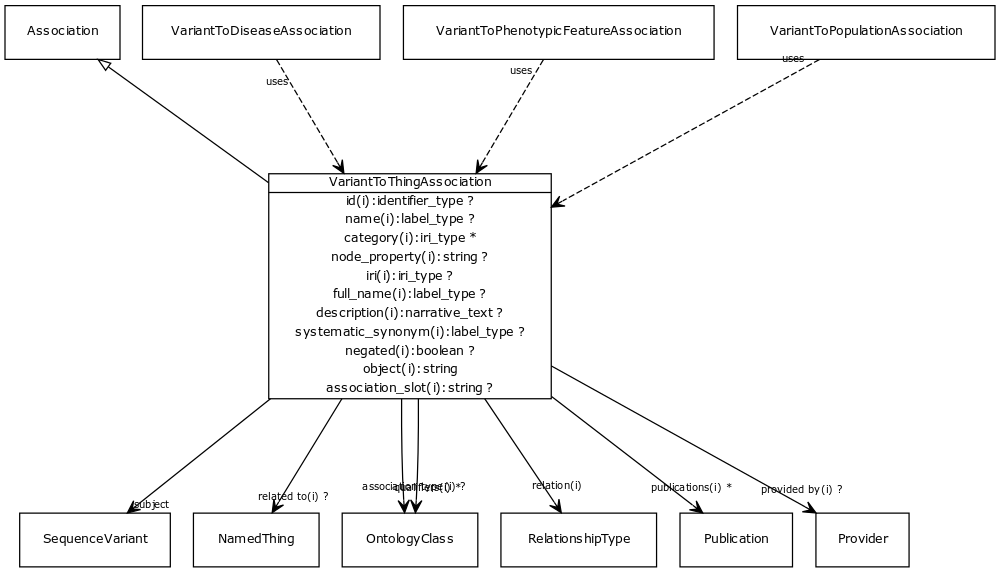 Association
VariantToDiseaseAssociation
VariantToPhenotypicFeatureAssociation
VariantToPopulationAssociation
uses
uses
uses
VariantToThingAssociation
id(i):identifier_type ?
name(i):label_type ?
category(i):iri_type *
node_property(i):string ?
iri(i):iri_type ?
full_name(i):label_type ?
description(i):narrative_text ?
systematic_synonym(i):label_type ?
negated(i):boolean ?
object(i):string
association_slot(i):string ?
subject
related to(i) ?
association type(i) ?
qualifiers(i) *
relation(i)
publications(i) *
provided by(i) ?
SequenceVariant
NamedThing
OntologyClass
RelationshipType
Publication
Provider